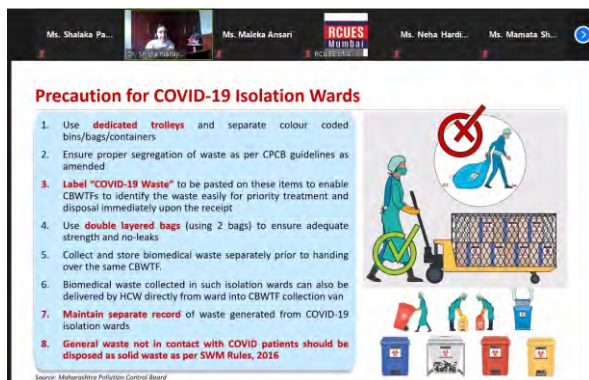 Ms. Shalaka Pa...
Ms. Maleka Ansari
RCUES
Mumbai
Ms. Neha Hardi...
Ms. Mamata Sh...
Precaution for COVID-19 Isolation Wards
1. Use dedicated trolleys and separate colour coded
bins/bags/containers
2. Ensure proper segregation of waste as per CPCB guidelines as
amended
3. Label “COVID-19 Waste” to be pasted on these items to enable
CBWTFs to identify the waste easily for priority treatment and
disposal immediately upon the receipt
4. Use double layered bags (using 2 bags) to ensure adequate
strength and no-leaks
5. Collect and store biomedical waste separately prior to handing
over the same CBWTF.
6. Biomedical waste collected in such isolation wards can also be
delivered by HCW directly from ward into CBWTF collection van
7. Maintain separate record of waste generated from COVID-19
isolation wards
8. General waste not in contact with COVID patients should be
disposed as solid waste as per SWM Rules, 2016
Source: Maharashtra Pollution Control Board